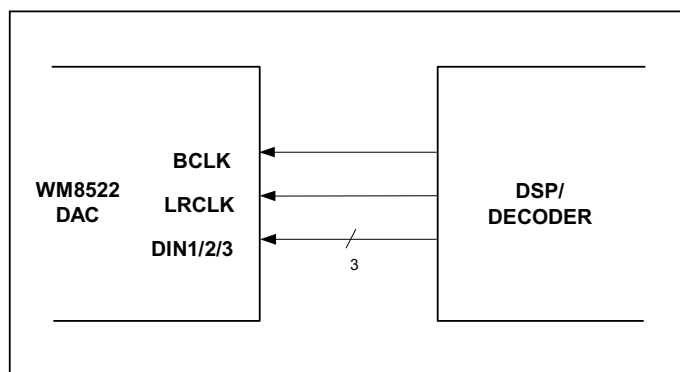 WM8522
DAC
BCLK
LRCLK
DIN1/2/3
3
DSP/
DECODER